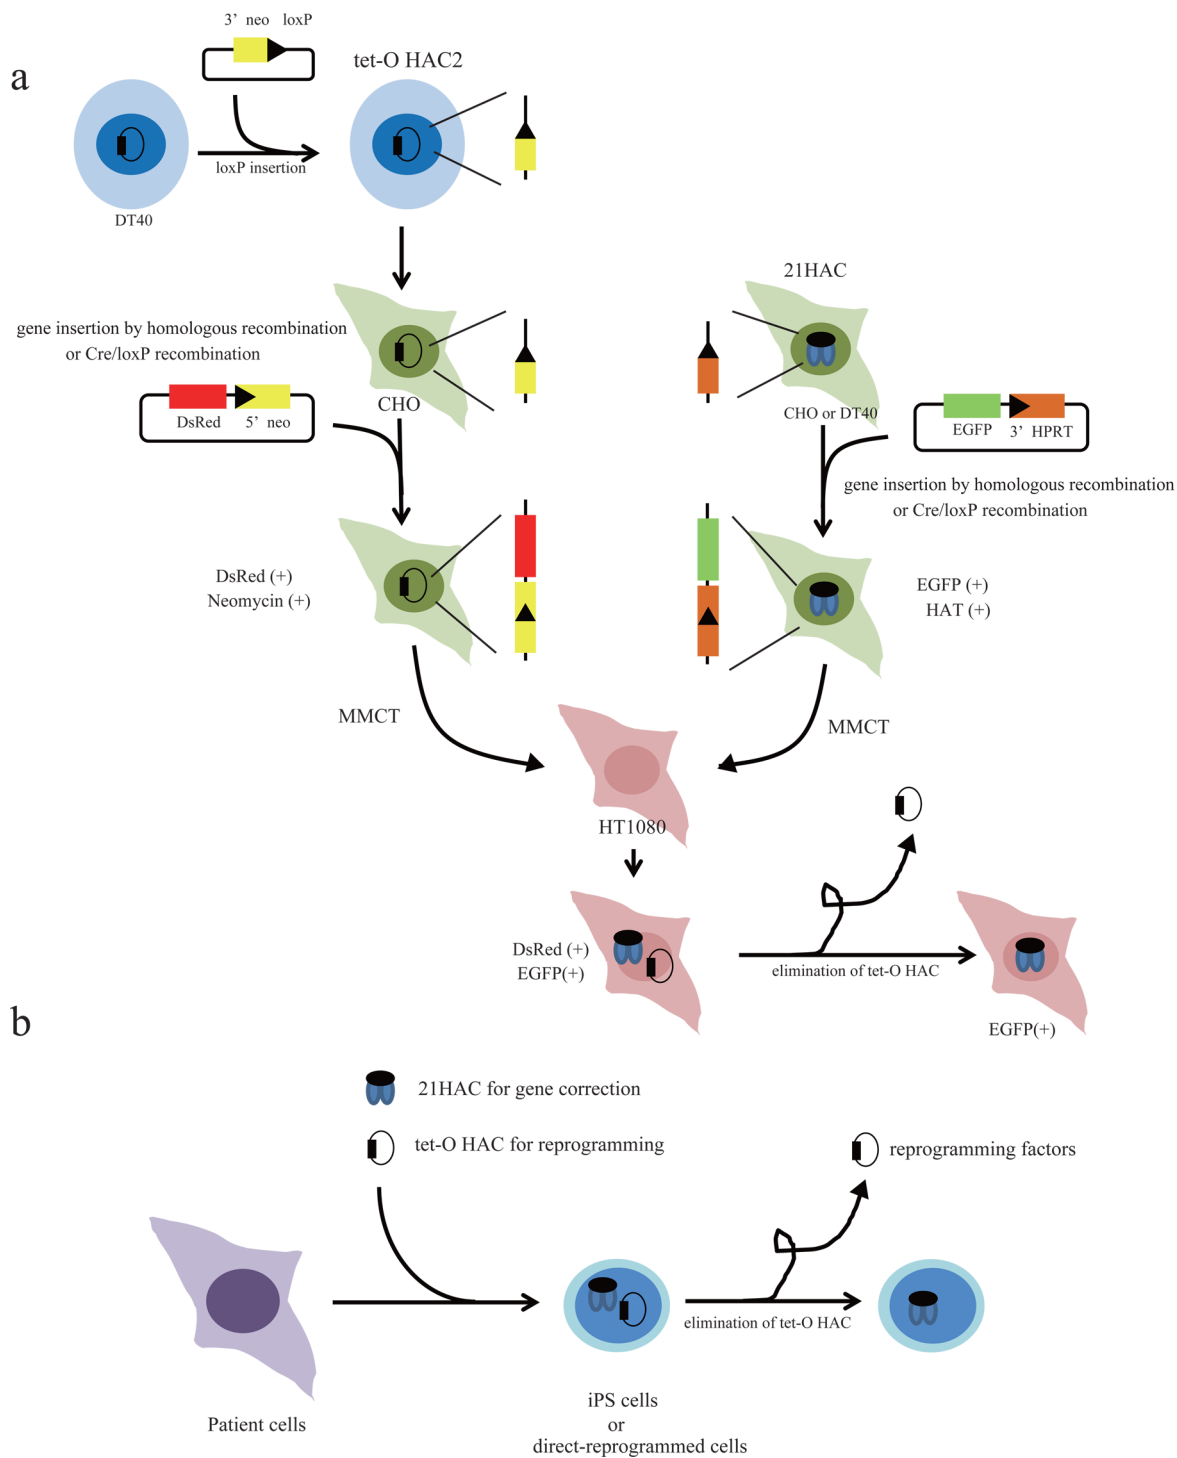 a
3’ neo loxP
tet-O HAC2
loxP insertion
DT40
21HAC
gene insertion by homologous recombination
or Cre/loxP recombination
DsRed
5’ neo
CHO
CHO or DT40
EGFP
3’ HPRT
gene insertion by homologous recombination
or Cre/loxP recombination
DsRed (+)
Neomycin (+)
EGFP (+)
HAT (+)
MMCT
MMCT
HT1080
DsRed (+)
EGFP(+)
elimination of tet-O HAC
EGFP(+)
b
21HAC for gene correction
tet-O HAC for reprogramming
reprogramming factors
elimination of tet-O HAC
Patient cells
iPS cells
or
direct-reprogrammed cells